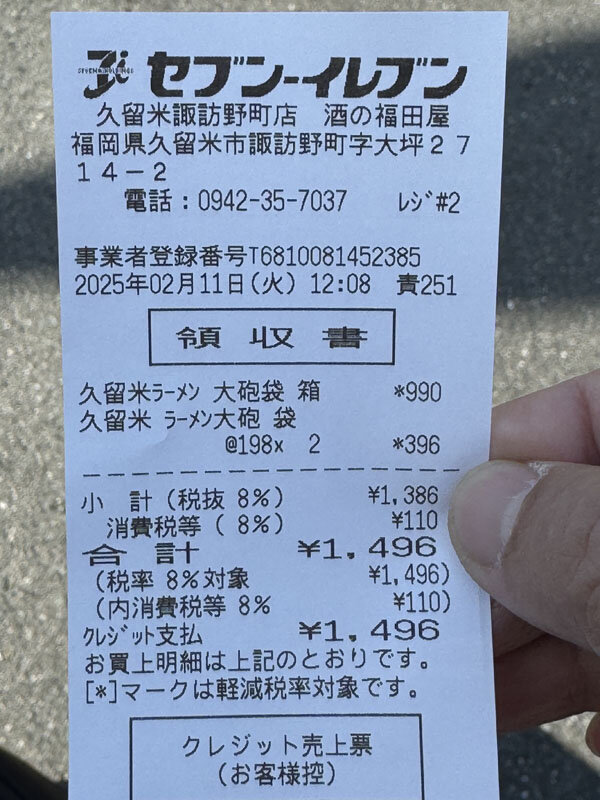 セブン-イレブン
久留米諏訪野町店 酒の福田屋
福岡県久留米市諏訪野町字大坪27
14-2
電話:0942-35-7037 レジ#2
事業者登録番号T6810081452385
2025年02月11日(火) 12:08 責251
領収書
久留米ラーメン 大砲袋 箱 *990
久留米 ラーメン大砲 袋
@198x 2 *396
小 計(税抜 8%) ¥1,386
消費税等( 8%) ¥110
合 計 ¥1,496
(税率 8%対象 ¥1,496)
(内消費税等 8% ¥110)
クレジット支払 ¥1,496
お買上明細は上記のとおりです。
[*]マークは軽減税率対象です。
クレジット売上票
(お客様控)